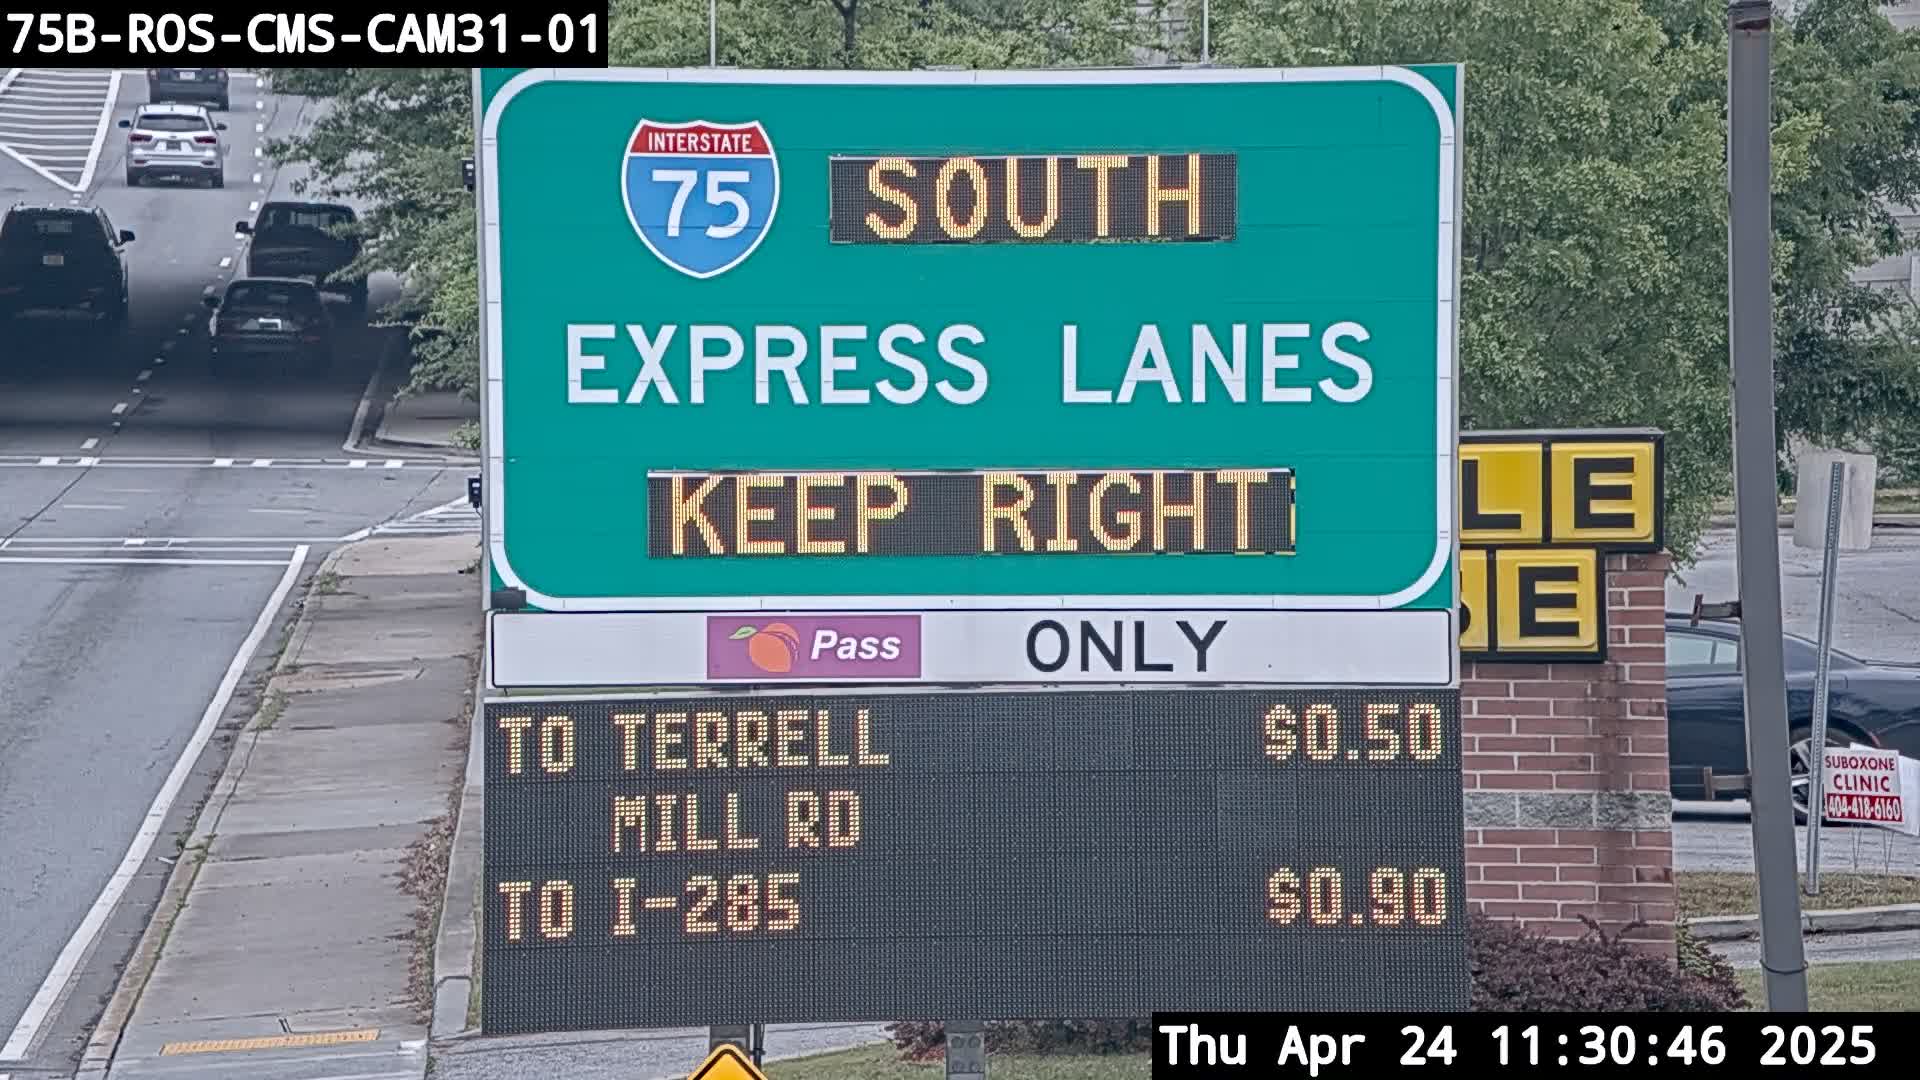 75B-ROS-CMS-CAM31-01
INTERSTATE
75
SOUTH
EXPRESS LANES
KEEP RIGHT
Pass ONLY
TO TERRELL $0.50
MILL RD
TO I-285 $0.90
LE
E
SUBOXONE
CLINIC
404-418-6160
Thu Apr 24 11:30:46 2025